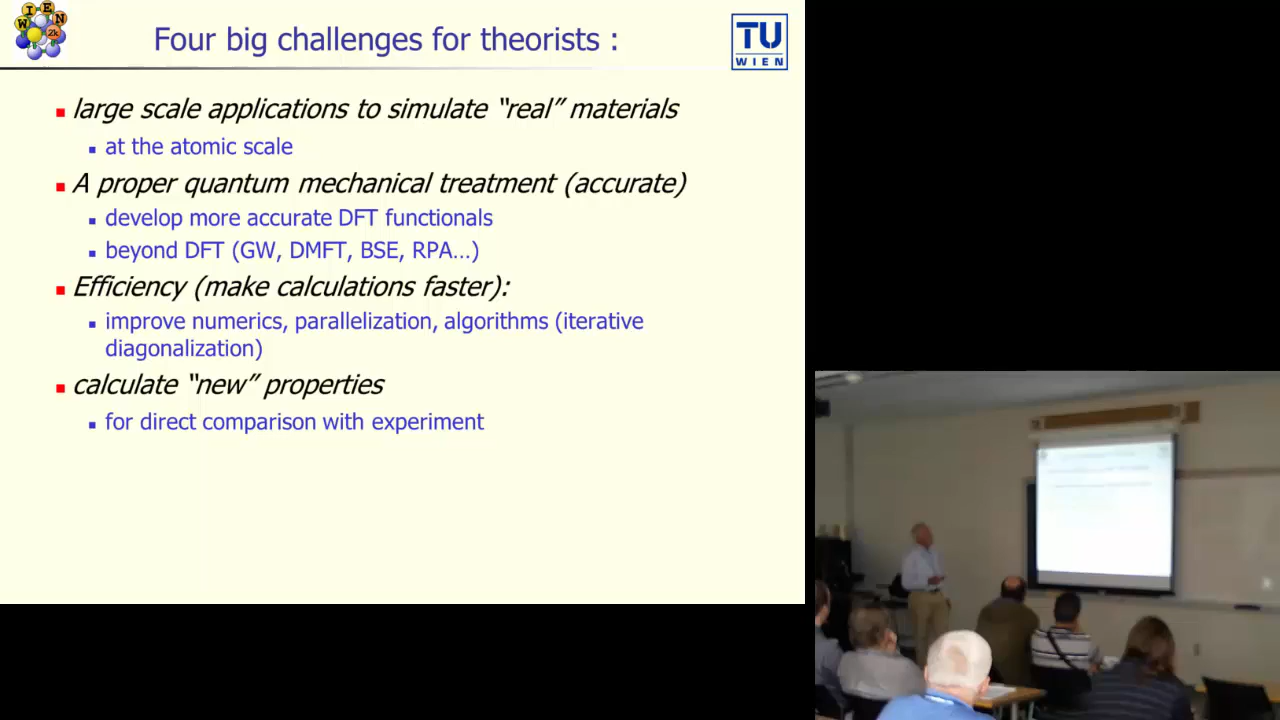 WIEN
2k
Four big challenges for theorists :
TU
WIEN
large scale applications to simulate “real” materials
at the atomic scale
A proper quantum mechanical treatment (accurate)
develop more accurate DFT functionals
beyond DFT (GW, DMFT, BSE, RPA…)
Efficiency (make calculations faster):
improve numerics, parallelization, algorithms (iterative
diagonalization)
calculate “new” properties
for direct comparison with experiment